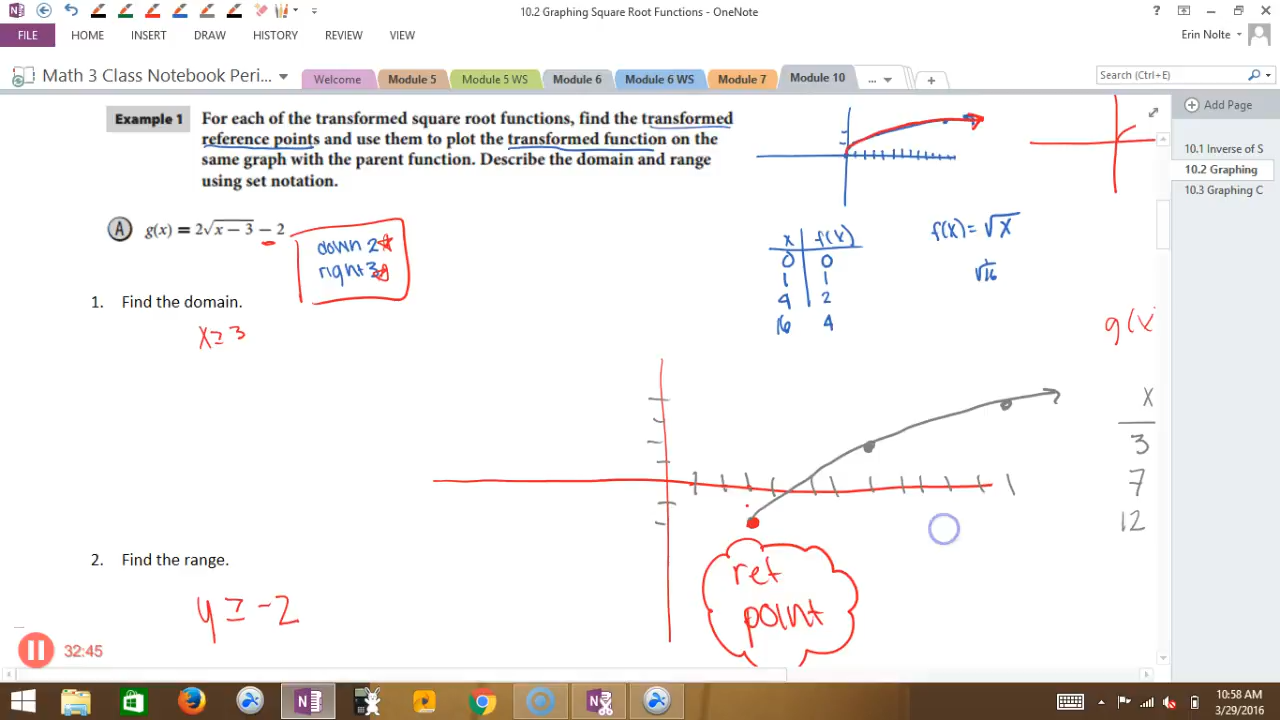 10.2 Graphing Square Root Functions - OneNote
FILE HOME INSERT DRAW HISTORY REVIEW VIEW
Erin Nolte
Math 3 Class Notebook Peri...
Welcome Module 5 Module 5 WS Module 6 Module 6 WS Module 7 Module 10 ...
Search (Ctrl+E)
Add Page
10.1 Inverse of S
10.2 Graphing
10.3 Graphing C
Example 1 For each of the transformed square root functions, find the transformed
reference points and use them to plot the transformed function on the
same graph with the parent function. Describe the domain and range
using set notation.
A g(x) = 2√x − 3 − 2
down 2
right 3
x f(x)
0 0
1 1
4 2
16 4
f(x) = √x
√16
1. Find the domain.
x ≥ 3
g(x
x
3
7
12
2. Find the range.
y ≥ -2
ref
point
32:45
10:58 AM
3/29/2016